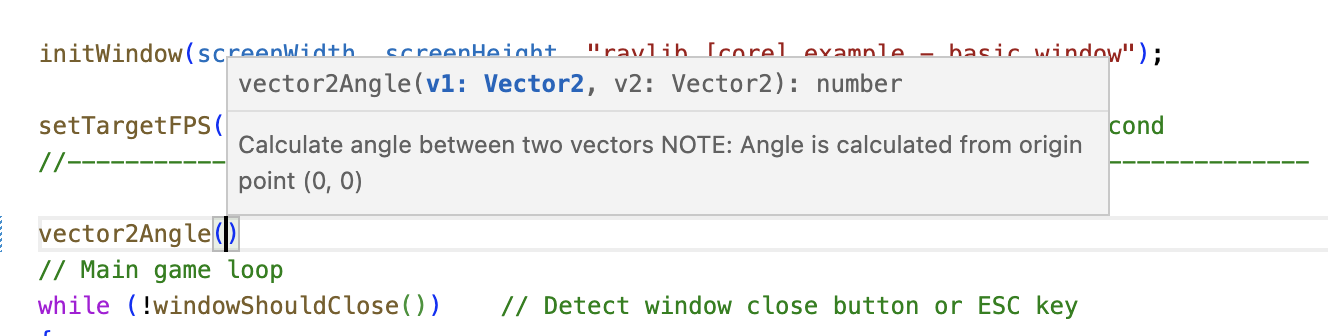 initWindow(screenWidth, screenHeight, "raylib [core] example - basic window");
vector2Angle(v1: Vector2, v2: Vector2): number
setTargetFPS( cond
Calculate angle between two vectors NOTE: Angle is calculated from origin
point (0, 0)
//----------- --------------
vector2Angle()
// Main game loop
while (!windowShouldClose()) // Detect window close button or ESC key
{